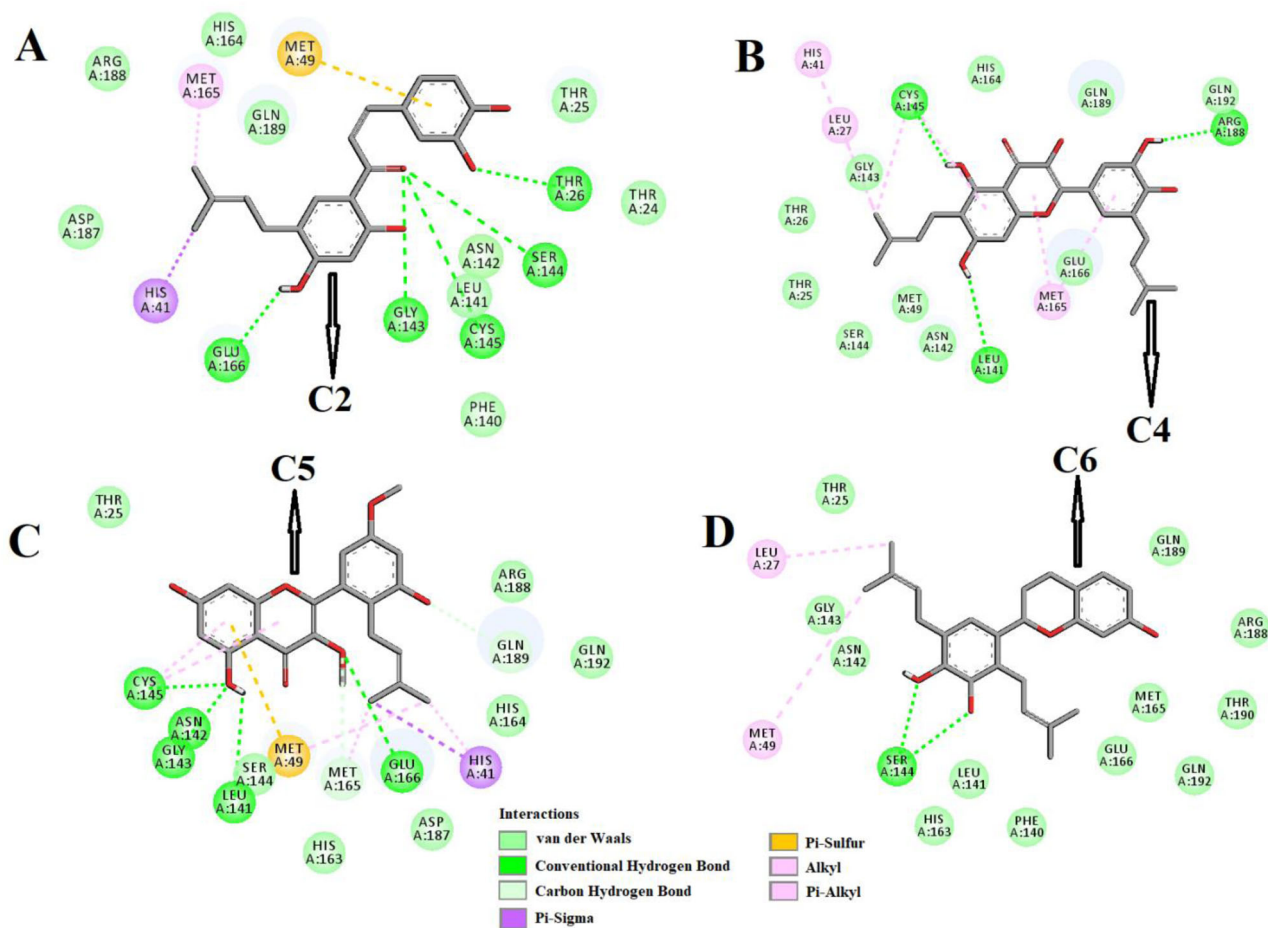 A
HIS
A:164
MET
A:49
ARG
A:188
MET
A:165
GLN
A:189
THR
A:25
THR
A:26
THR
A:24
ASP
A:187
ASN
A:142
SER
A:144
HIS
A:41
LEU
A:141
GLY
A:143
CYS
A:145
GLU
A:166
C2
PHE
A:140
B
HIS
A:41
CYS
A:145
HIS
A:164
GLN
A:189
GLN
A:192
ARG
A:188
LEU
A:27
GLY
A:143
THR
A:26
GLU
A:166
THR
A:25
MET
A:49
MET
A:165
SER
A:144
ASN
A:142
LEU
A:141
C4
C5
THR
A:25
C
ARG
A:188
GLN
A:189
GLN
A:192
CYS
A:145
HIS
A:164
ASN
A:142
GLY
A:143
SER
A:144
MET
A:49
MET
A:165
GLU
A:166
HIS
A:41
LEU
A:141
ASP
A:187
HIS
A:163
C6
THR
A:25
D
LEU
A:27
GLN
A:189
GLY
A:143
ASN
A:142
ARG
A:188
MET
A:165
THR
A:190
MET
A:49
SER
A:144
GLU
A:166
LEU
A:141
GLN
A:192
HIS
A:163
PHE
A:140
Interactions
van der Waals
Conventional Hydrogen Bond
Carbon Hydrogen Bond
Pi-Sigma
Pi-Sulfur
Alkyl
Pi-Alkyl